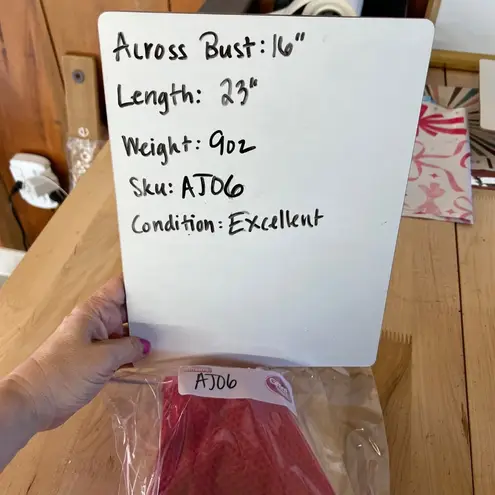 Across Bust: 16"
Length: 23"
Weight: 9oz
Sku: AJ06
Condition: Excellent
AJ06